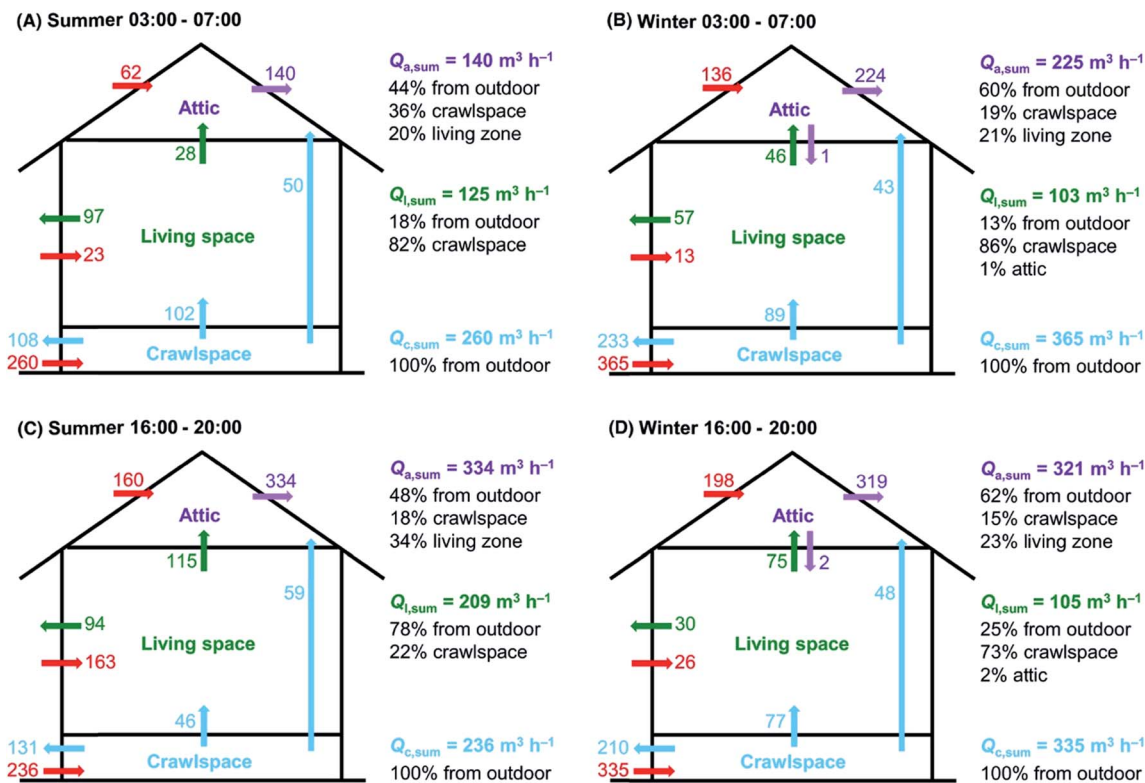 (A) Summer 03:00 - 07:00
62
140
Attic
28
50
97
Living space
23
102
108
Crawlspace
260
Qa,sum = 140 m³ h⁻¹
44% from outdoor
36% crawlspace
20% living zone
Ql,sum = 125 m³ h⁻¹
18% from outdoor
82% crawlspace
Qc,sum = 260 m³ h⁻¹
100% from outdoor
(B) Winter 03:00 - 07:00
136
224
Attic
46
1
43
57
Living space
13
89
233
Crawlspace
365
Qa,sum = 225 m³ h⁻¹
60% from outdoor
19% crawlspace
21% living zone
Ql,sum = 103 m³ h⁻¹
13% from outdoor
86% crawlspace
1% attic
Qc,sum = 365 m³ h⁻¹
100% from outdoor
(C) Summer 16:00 - 20:00
160
334
Attic
115
59
94
Living space
163
46
131
Crawlspace
236
Qa,sum = 334 m³ h⁻¹
48% from outdoor
18% crawlspace
34% living zone
Ql,sum = 209 m³ h⁻¹
78% from outdoor
22% crawlspace
Qc,sum = 236 m³ h⁻¹
100% from outdoor
(D) Winter 16:00 - 20:00
198
319
Attic
75
2
48
30
Living space
26
77
210
Crawlspace
335
Qa,sum = 321 m³ h⁻¹
62% from outdoor
15% crawlspace
23% living zone
Ql,sum = 105 m³ h⁻¹
25% from outdoor
73% crawlspace
2% attic
Qc,sum = 335 m³ h⁻¹
100% from outdoor